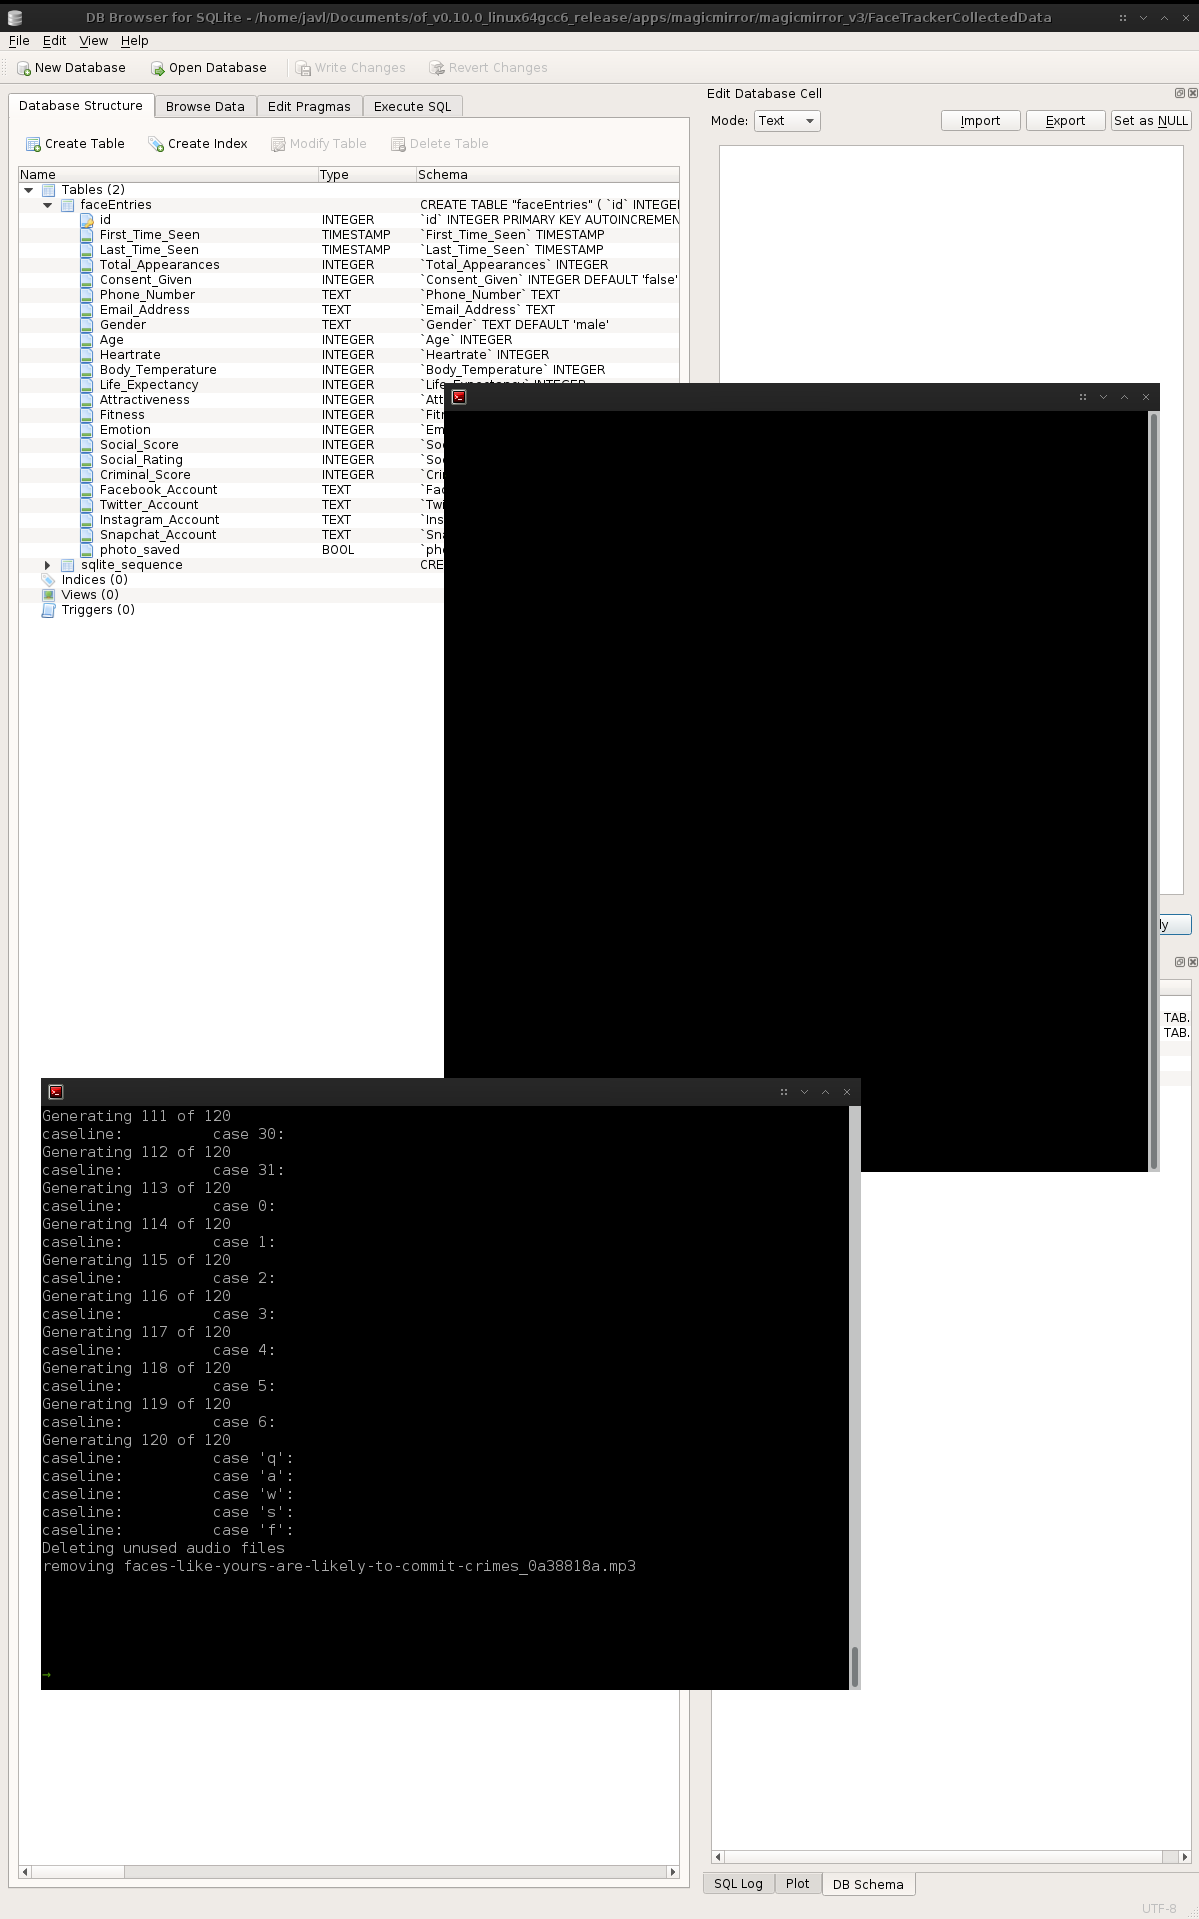 DB Browser for SQLite - /home/javl/Documents/of_v0.10.0_linux64gcc6_release/apps/magicmirror/magicmirror_v3/FaceTrackerCollectedData
File Edit View Help
New Database Open Database Write Changes Revert Changes
Database Structure Browse Data Edit Pragmas Execute SQL
Create Table Create Index Modify Table Delete Table
Name Type Schema
Tables (2)
faceEntries CREATE TABLE "faceEntries" ( `id` INTEGE
id INTEGER `id` INTEGER PRIMARY KEY AUTOINCREMEN
First_Time_Seen TIMESTAMP `First_Time_Seen` TIMESTAMP
Last_Time_Seen TIMESTAMP `Last_Time_Seen` TIMESTAMP
Total_Appearances INTEGER `Total_Appearances` INTEGER
Consent_Given INTEGER `Consent_Given` INTEGER DEFAULT 'false'
Phone_Number TEXT `Phone_Number` TEXT
Email_Address TEXT `Email_Address` TEXT
Gender TEXT `Gender` TEXT DEFAULT 'male'
Age INTEGER `Age` INTEGER
Heartrate INTEGER `Heartrate` INTEGER
Body_Temperature INTEGER `Body_Temperature` INTEGER
Life_Expectancy INTEGER `Life_Expectancy` INTEGER
Attractiveness INTEGER `Att
Fitness INTEGER `Fit
Emotion INTEGER `Em
Social_Score INTEGER `So
Social_Rating INTEGER `So
Criminal_Score INTEGER `Cri
Facebook_Account TEXT `Fac
Twitter_Account TEXT `Twi
Instagram_Account TEXT `Ins
Snapchat_Account TEXT `Sna
photo_saved BOOL `pho
sqlite_sequence CRE
Indices (0)
Views (0)
Triggers (0)
Edit Database Cell
Mode: Text Import Export Set as NULL
ly
TAB.
TAB.
Generating 111 of 120
caseline: case 30:
Generating 112 of 120
caseline: case 31:
Generating 113 of 120
caseline: case 0:
Generating 114 of 120
caseline: case 1:
Generating 115 of 120
caseline: case 2:
Generating 116 of 120
caseline: case 3:
Generating 117 of 120
caseline: case 4:
Generating 118 of 120
caseline: case 5:
Generating 119 of 120
caseline: case 6:
Generating 120 of 120
caseline: case 'q':
caseline: case 'a':
caseline: case 'w':
caseline: case 's':
caseline: case 'f':
Deleting unused audio files
removing faces-like-yours-are-likely-to-commit-crimes_0a38818a.mp3
→
SQL Log Plot DB Schema
UTF-8